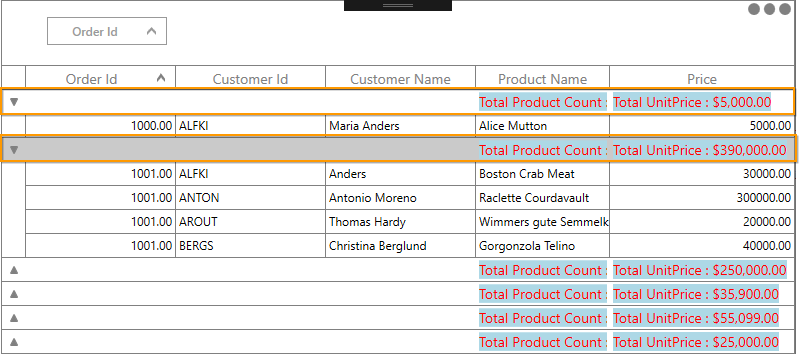 Order Id
Order Id Customer Id Customer Name Product Name Price
Total Product Count : Total UnitPrice : $5,000.00
1000.00 ALFKI Maria Anders Alice Mutton 5000.00
Total Product Count : Total UnitPrice : $390,000.00
1001.00 ALFKI Anders Boston Crab Meat 30000.00
1001.00 ANTON Antonio Moreno Raclette Courdavault 300000.00
1001.00 AROUT Thomas Hardy Wimmers gute Semmelk 20000.00
1001.00 BERGS Christina Berglund Gorgonzola Telino 40000.00
Total Product Count : Total UnitPrice : $250,000.00
Total Product Count : Total UnitPrice : $35,900.00
Total Product Count : Total UnitPrice : $55,099.00
Total Product Count : Total UnitPrice : $25,000.00